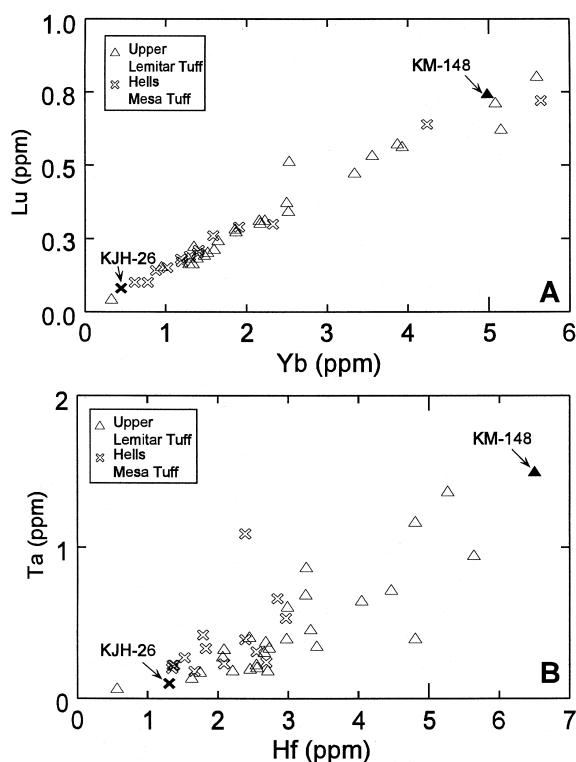 1.0
Upper
Lemitar Tuff
Hells
Mesa Tuff
KM-148
0.8
Lu (ppm)
0.5
0.3
KJH-26
A
0.0
0 1 2 3 4 5 6
Yb (ppm)
2
Upper
Lemitar Tuff
Hells
Mesa Tuff
KM-148
Ta (ppm)
1
KJH-26
B
0
0 1 2 3 4 5 6 7
Hf (ppm)